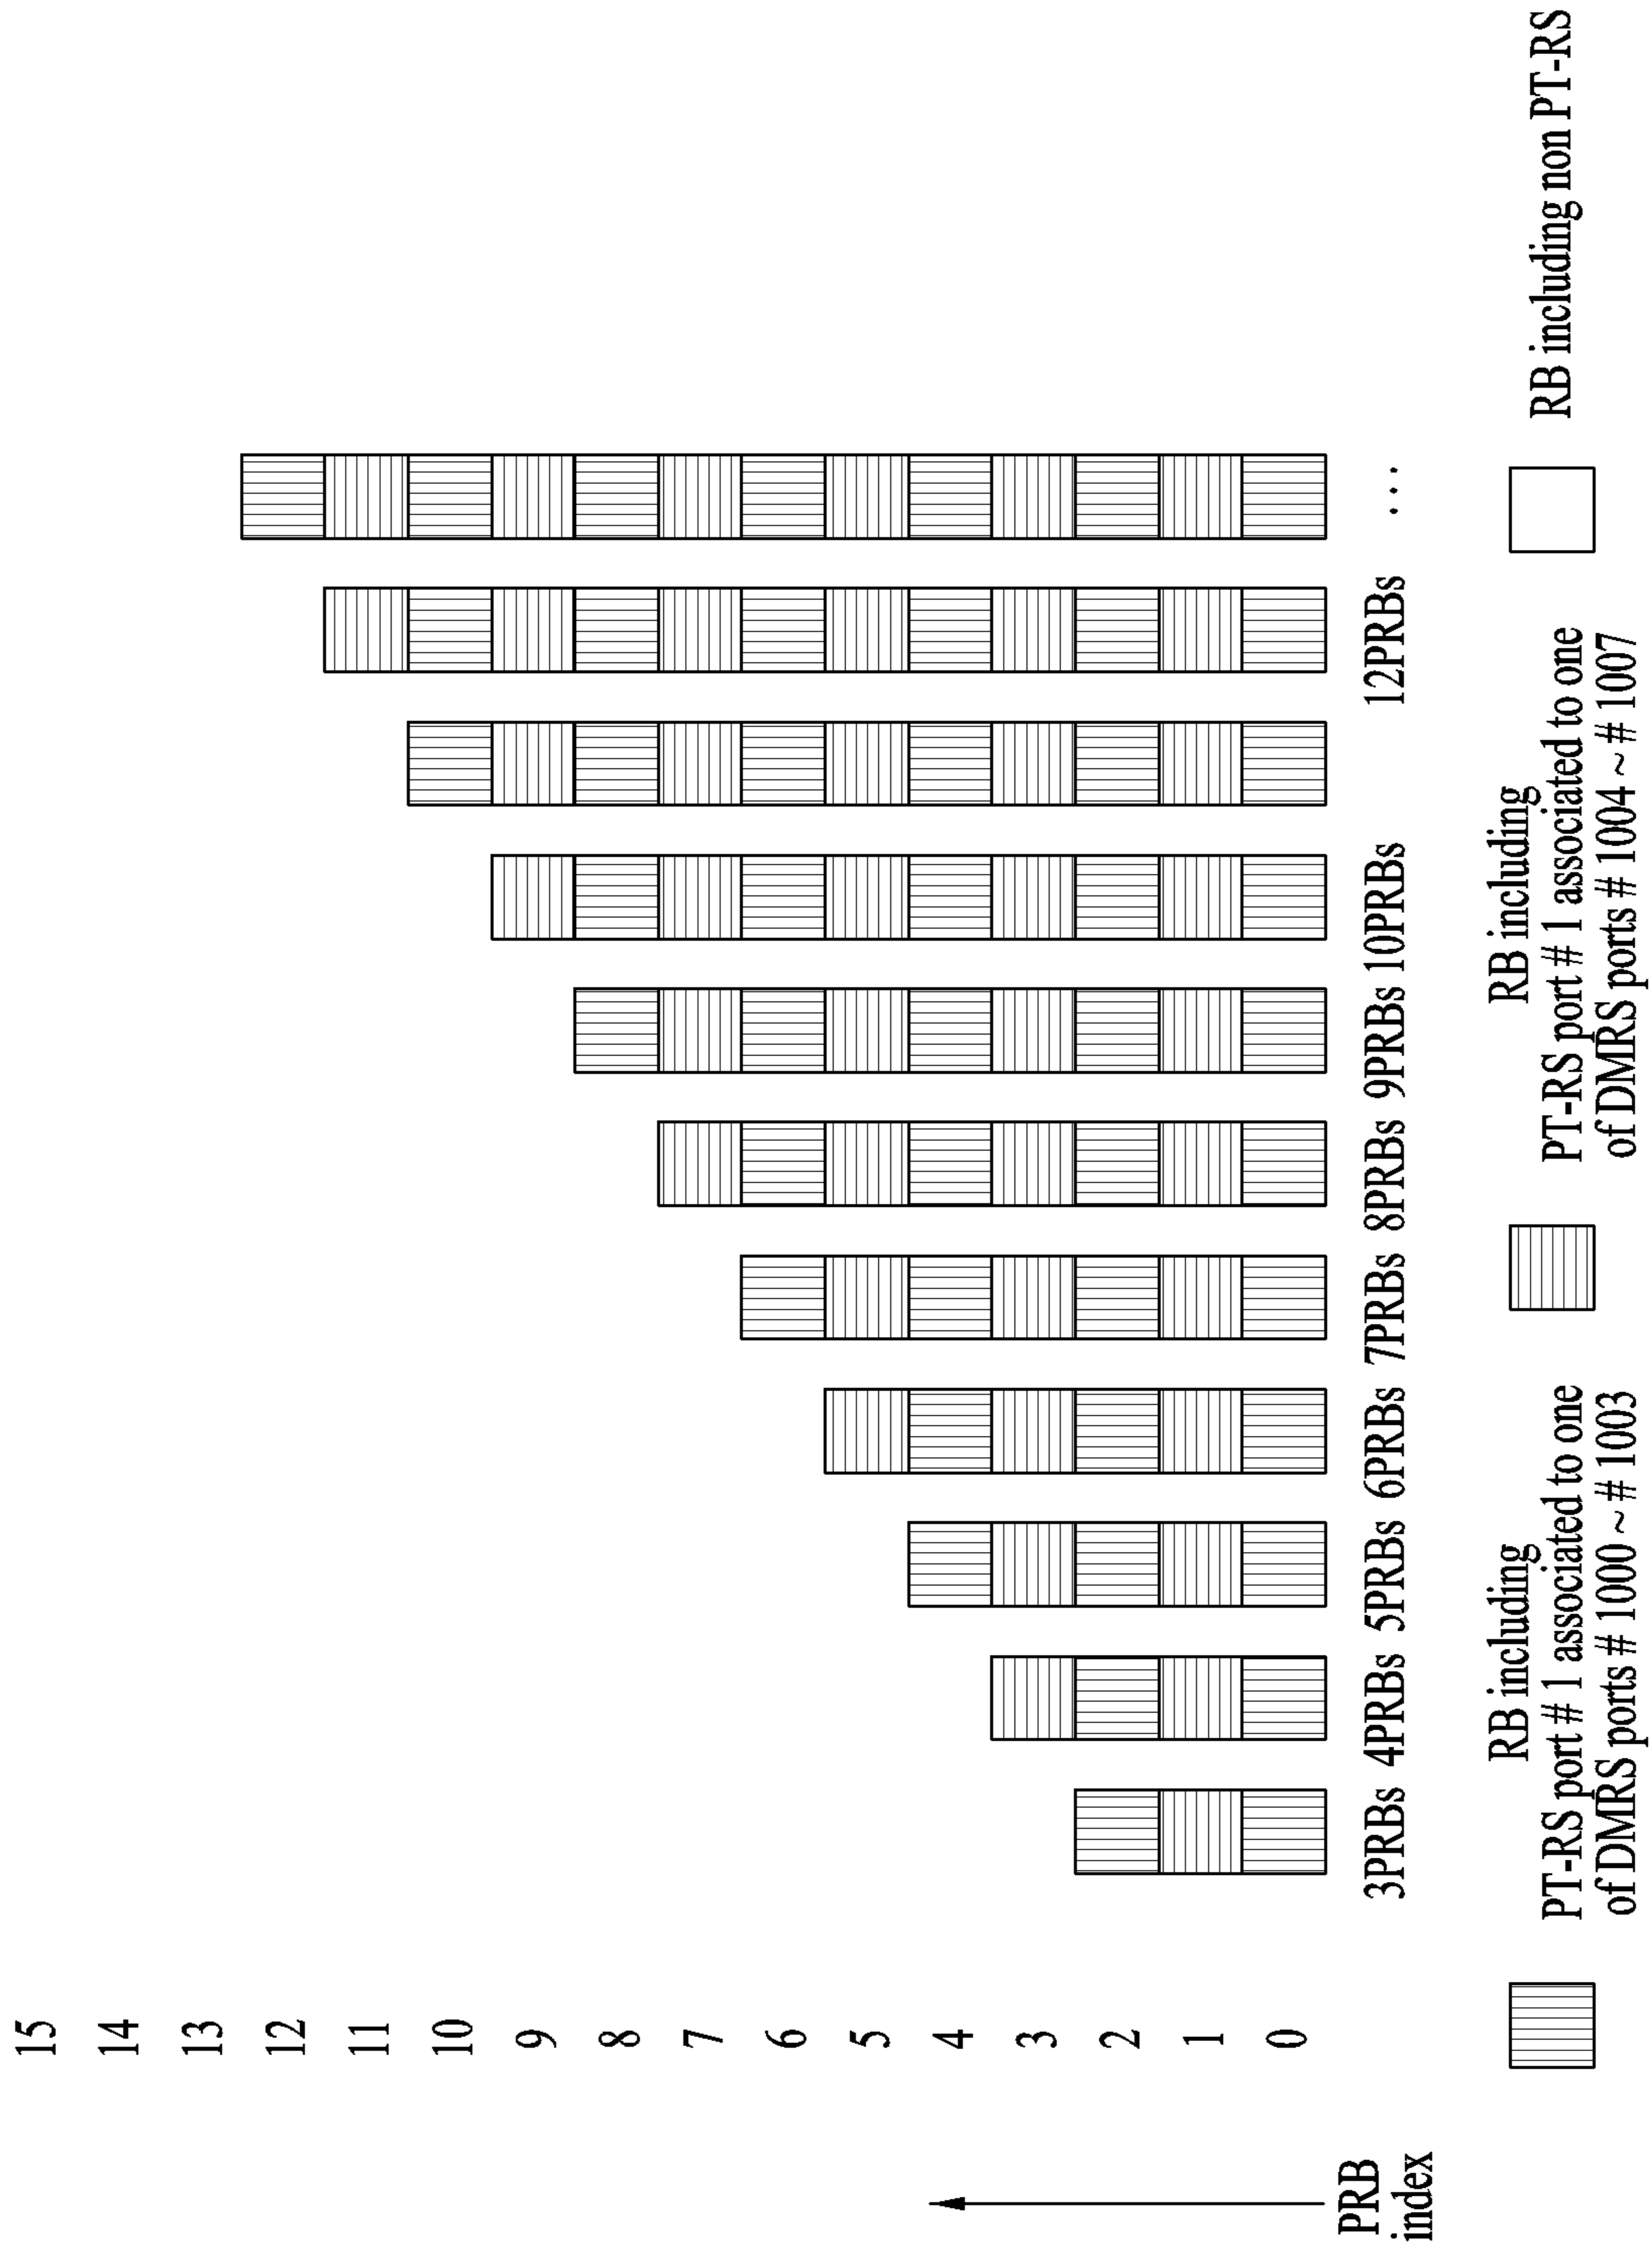 15
14
13
12
11
10
9
8
7
6
5
4
3
2
1
0
PRB
index
3PRBs
4PRBs
5PRBs
6PRBs
7PRBs
8PRBs
9PRBs
10PRBs
12PRBs
...
RB including
PT-RS port # 1 associated to one
of DMRS ports # 1000 ~ # 1003
RB including
PT-RS port # 1 associated to one
of DMRS ports # 1004 ~ # 1007
RB including non PT-RS